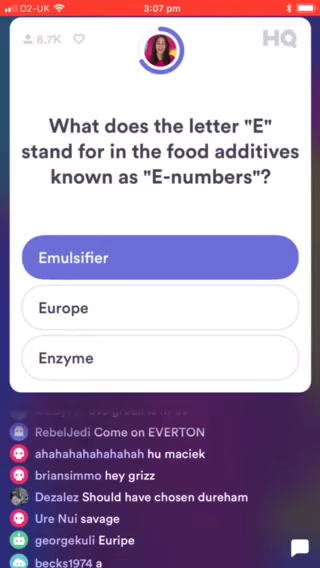 O2-UK 3:07 pm
8.7K HQ
What does the letter "E"
stand for in the food additives
known as "E-numbers"?
Emulsifier
Europe
Enzyme
RebelJedi Come on EVERTON
ahahahahahahahah hu maciek
briansimmo hey grizz
Dezalez Should have chosen dureham
Ure Nui savage
georgekuli Euripe
becks1974 a